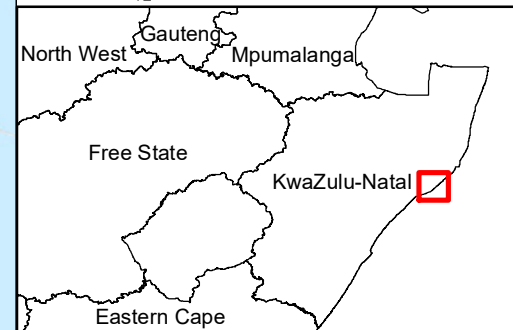 Gauteng
North West
Mpumalanga
Free State
KwaZulu-Natal
Eastern Cape